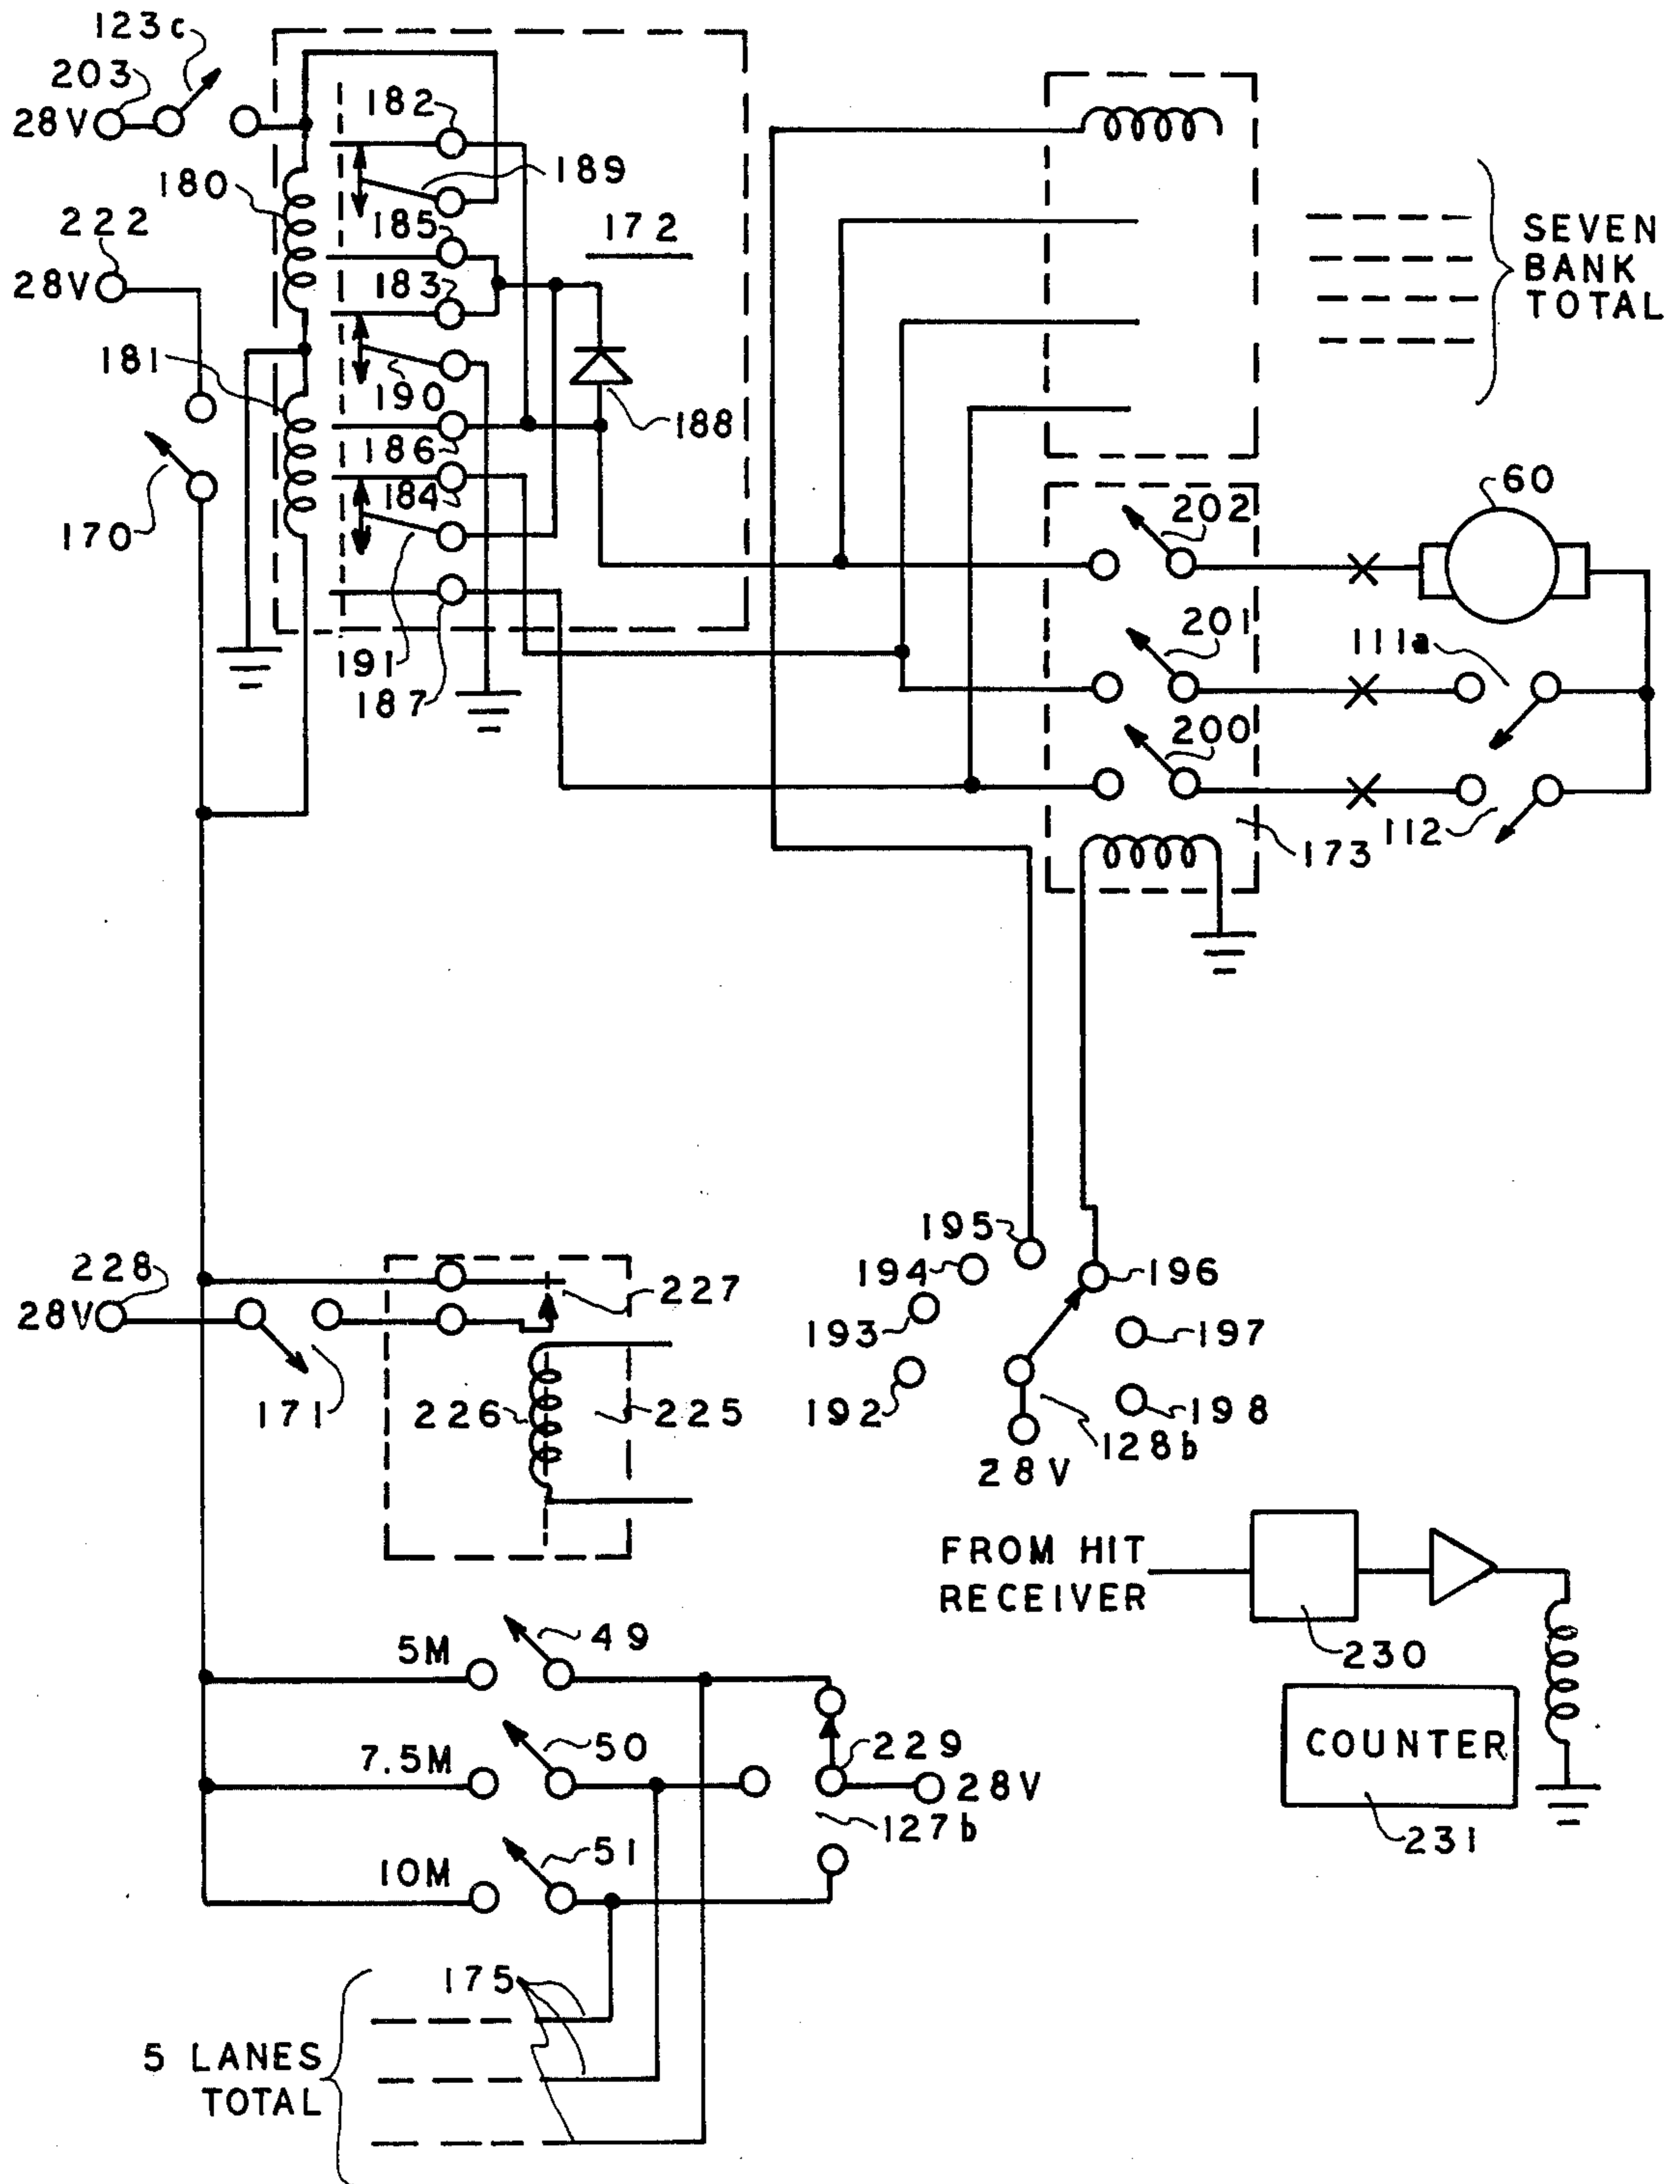 123c
203
28V
182
189
180
185
172
222
28V
183
181
190
186
188
184
170
191
187
SEVEN
BANK
TOTAL
60
202
201
111a
200
112
173
228
28V
227
171
226
225
195
194
196
193
197
192
198
128b
28V
FROM HIT
RECEIVER
230
COUNTER
231
5M
49
7.5M
50
229
28V
127b
10M
51
175
5 LANES
TOTAL